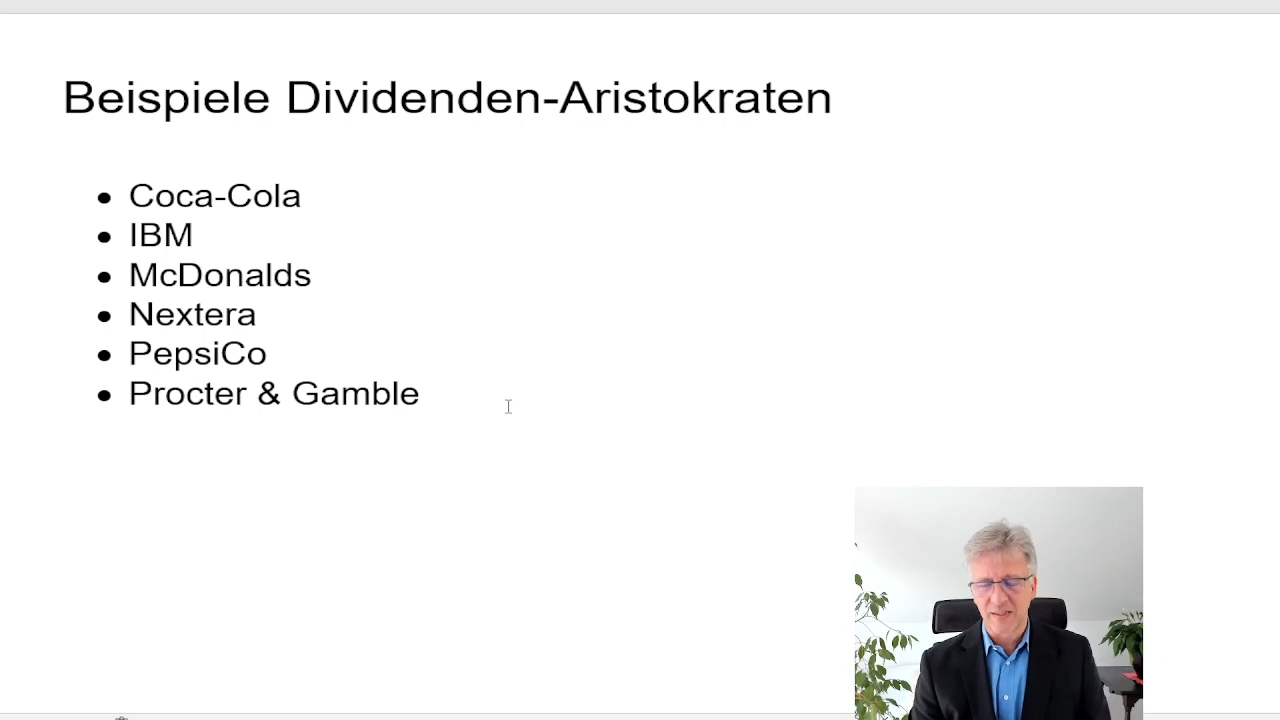 Beispiele Dividenden-Aristokraten
Coca-Cola
IBM
McDonalds
Nextera
PepsiCo
Procter & Gamble